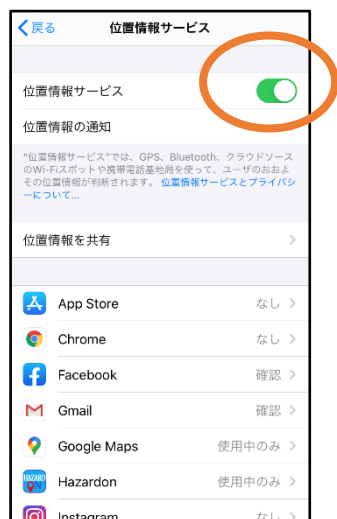 戻る 位置情報サービス
位置情報サービス
位置情報の通知
"位置情報サービス"では、GPS、Bluetooth、クラウドソース
のWi-Fiスポットや携帯電話基地局を使って、ユーザのおおよ
その位置情報が判断されます。 位置情報サービスとプライバシ
ーについて...
位置情報を共有
App Store なし
Chrome なし
Facebook 確認
Gmail 確認
Google Maps 使用中のみ
HAZARD ON Hazardon 使用中のみ
Instagram なし